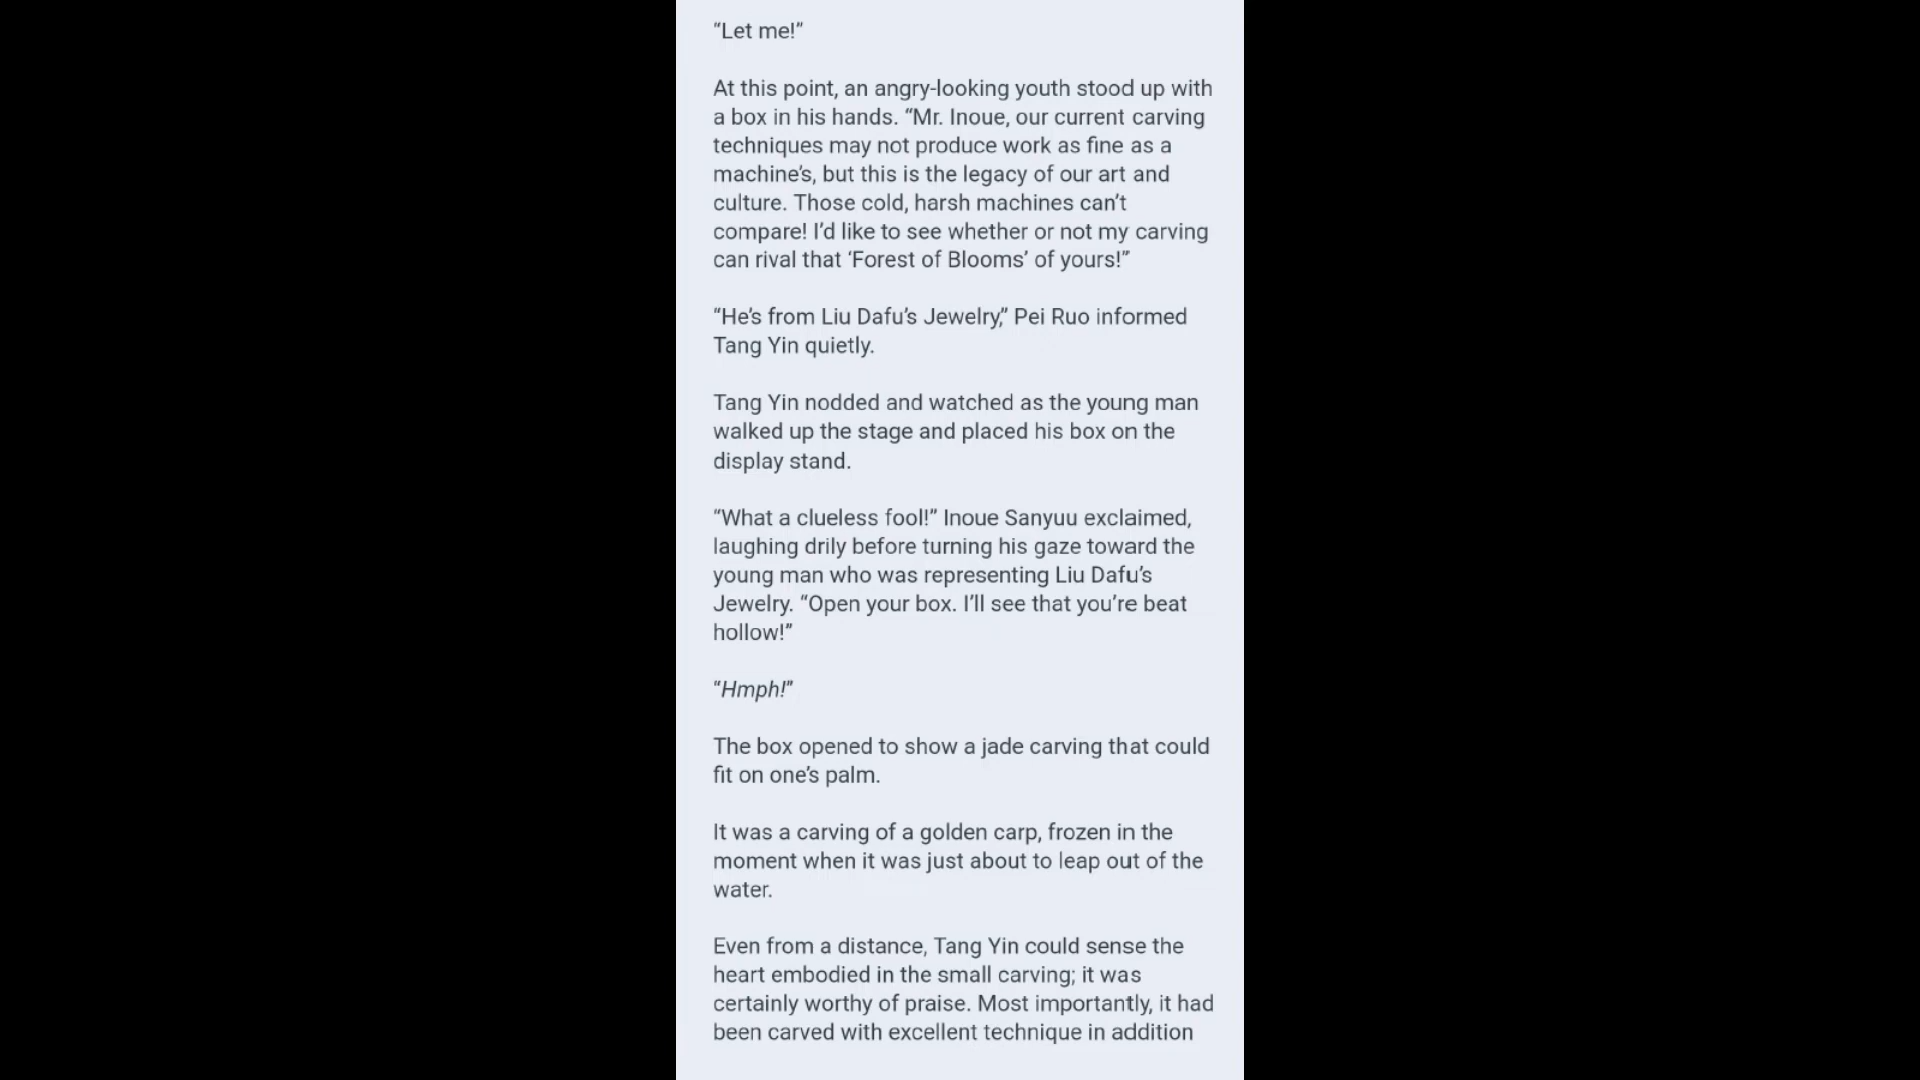 “Let me!”
At this point, an angry-looking youth stood up with
a box in his hands. “Mr. Inoue, our current carving
techniques may not produce work as fine as a
machine’s, but this is the legacy of our art and
culture. Those cold, harsh machines can’t
compare! I’d like to see whether or not my carving
can rival that ‘Forest of Blooms’ of yours!”
“He’s from Liu Dafu’s Jewelry,” Pei Ruo informed
Tang Yin quietly.
Tang Yin nodded and watched as the young man
walked up the stage and placed his box on the
display stand.
“What a clueless fool!” Inoue Sanyuu exclaimed,
laughing drily before turning his gaze toward the
young man who was representing Liu Dafu’s
Jewelry. “Open your box. I’ll see that you’re beat
hollow!”
“Hmph!”
The box opened to show a jade carving that could
fit on one’s palm.
It was a carving of a golden carp, frozen in the
moment when it was just about to leap out of the
water.
Even from a distance, Tang Yin could sense the
heart embodied in the small carving; it was
certainly worthy of praise. Most importantly, it had
been carved with excellent technique in addition